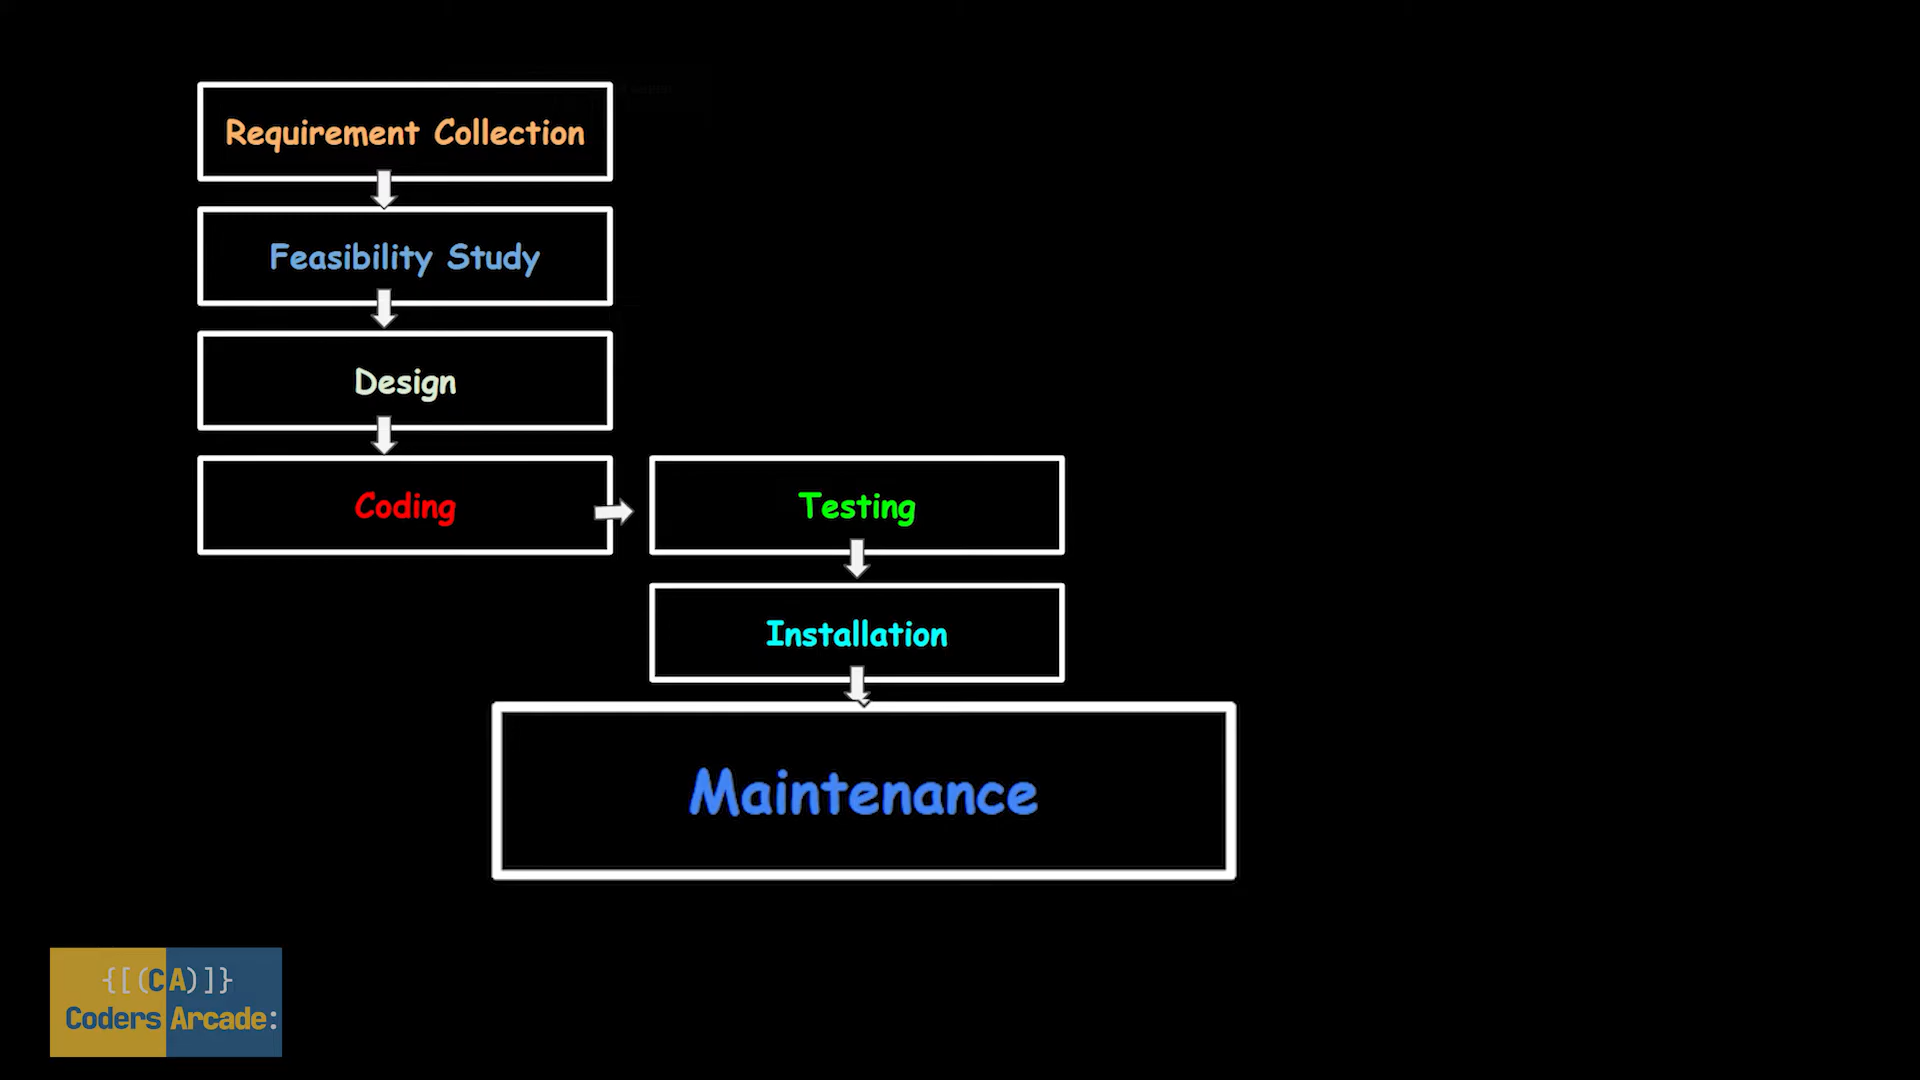 Requirement Collection
Feasibility Study
Design
Coding
Testing
Installation
Maintenance
{[(CA)]}
Coders Arcade: